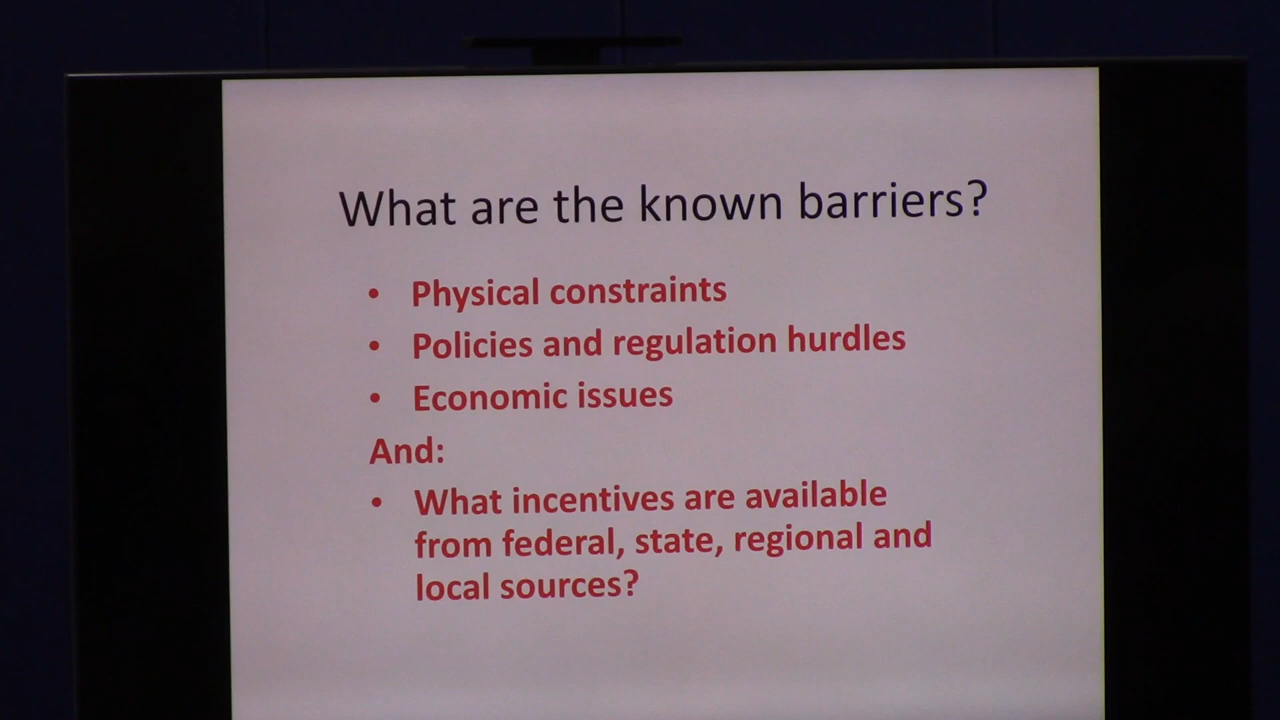 What are the known barriers?
• Physical constraints
• Policies and regulation hurdles
• Economic issues
And:
• What incentives are available
from federal, state, regional and
local sources?